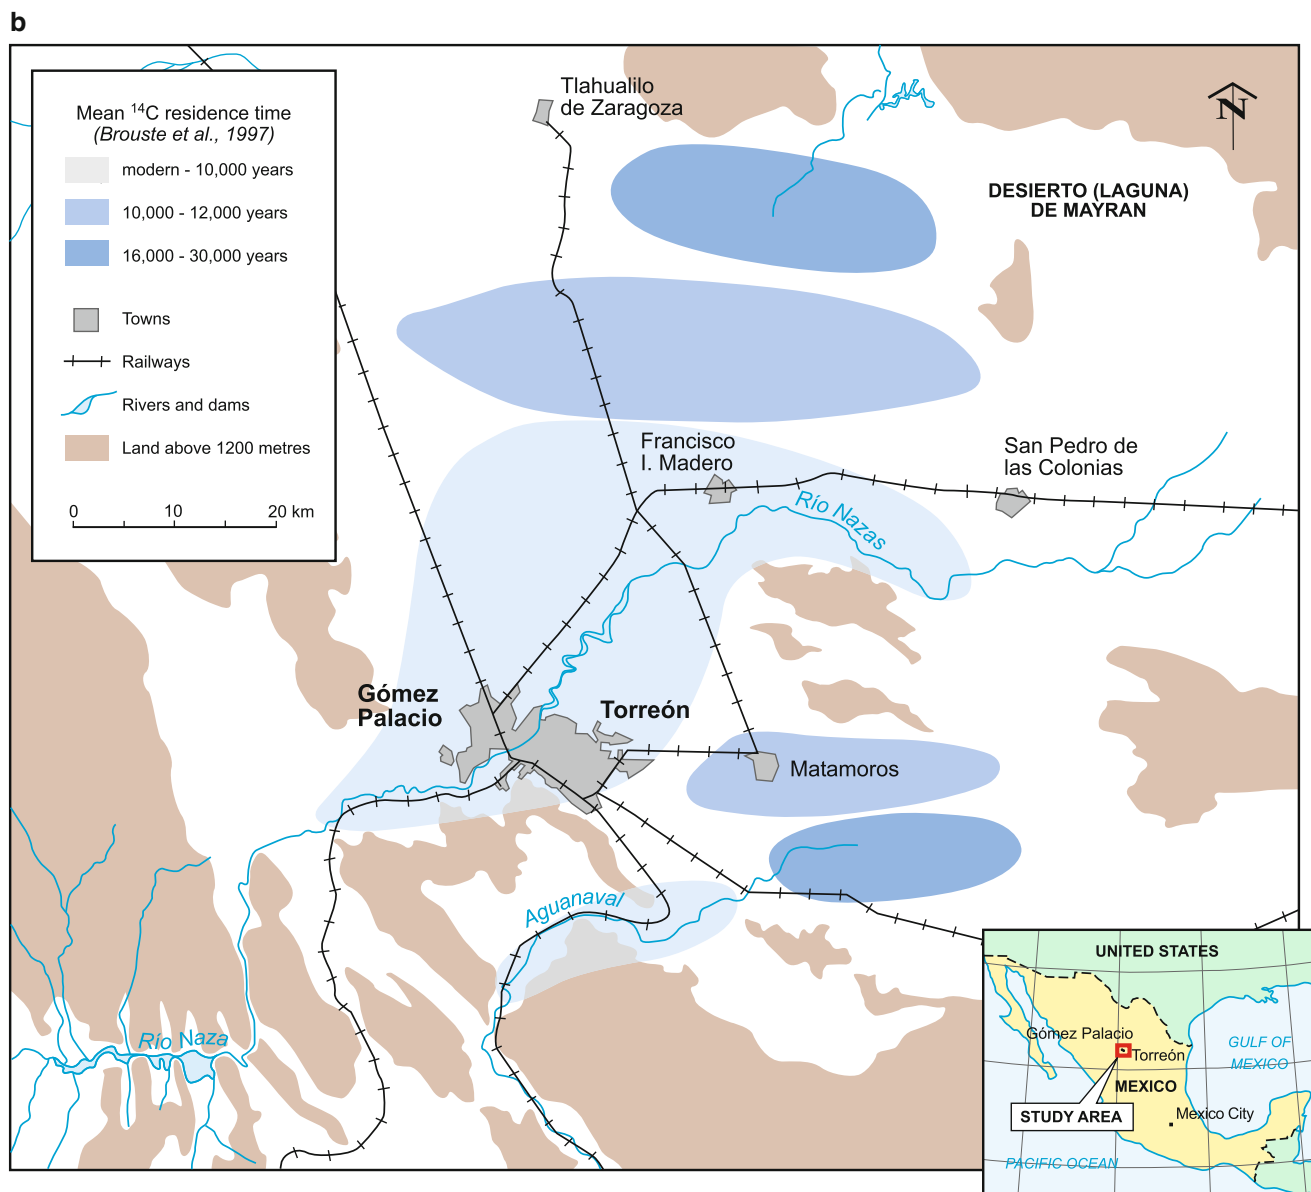 b
Mean ¹⁴C residence time
(Brouste et al., 1997)
modern - 10,000 years
10,000 - 12,000 years
16,000 - 30,000 years
Towns
Railways
Rivers and dams
Land above 1200 metres
0 10 20 km
Tlahualilo
de Zaragoza
N
DESIERTO (LAGUNA)
DE MAYRAN
Francisco
I. Madero
San Pedro de
las Colonias
Río Nazas
Gómez
Palacio
Torreón
Matamoros
Aguanaval
Río Naza
UNITED STATES
Gómez Palacio
Torreón
GULF OF
MEXICO
MEXICO
STUDY AREA
Mexico City
PACIFIC OCEAN